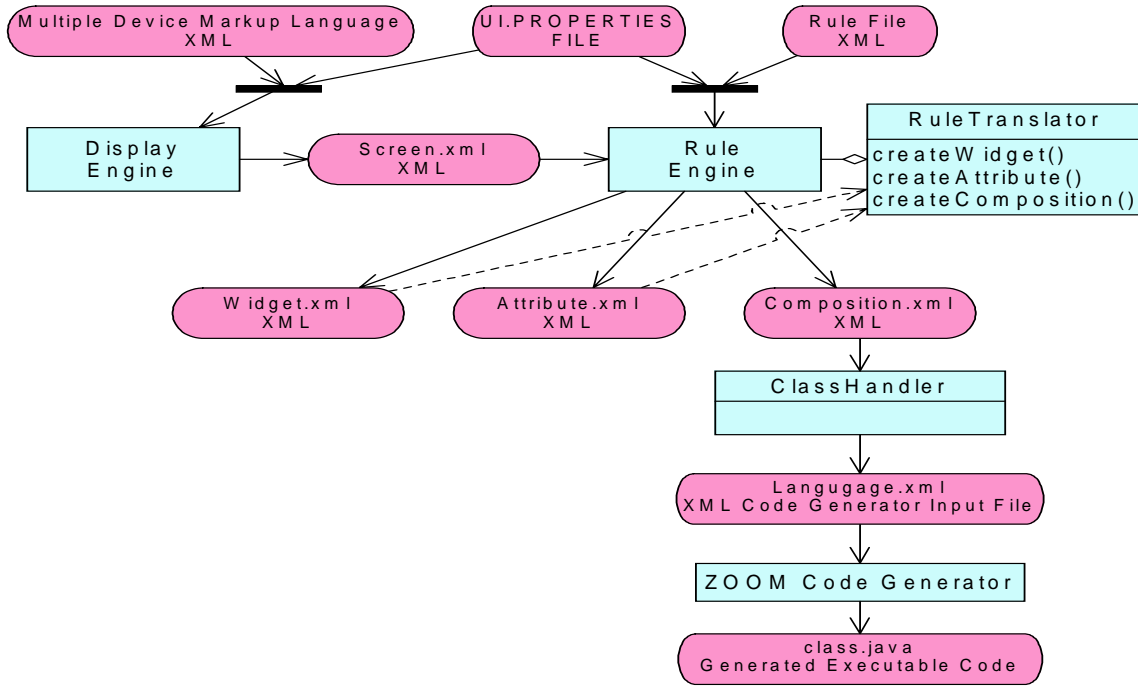 Multiple Device Markup Language
XML
UI.PROPERTIES
FILE
Rule File
XML
Display
Engine
Screen.xml
XML
Rule
Engine
RuleTranslator
createWidget()
createAttribute()
createComposition()
Widget.xml
XML
Attribute.xml
XML
Composition.xml
XML
ClassHandler
Langugage.xml
XML Code Generator Input File
ZOOM Code Generator
class.java
Generated Executable Code